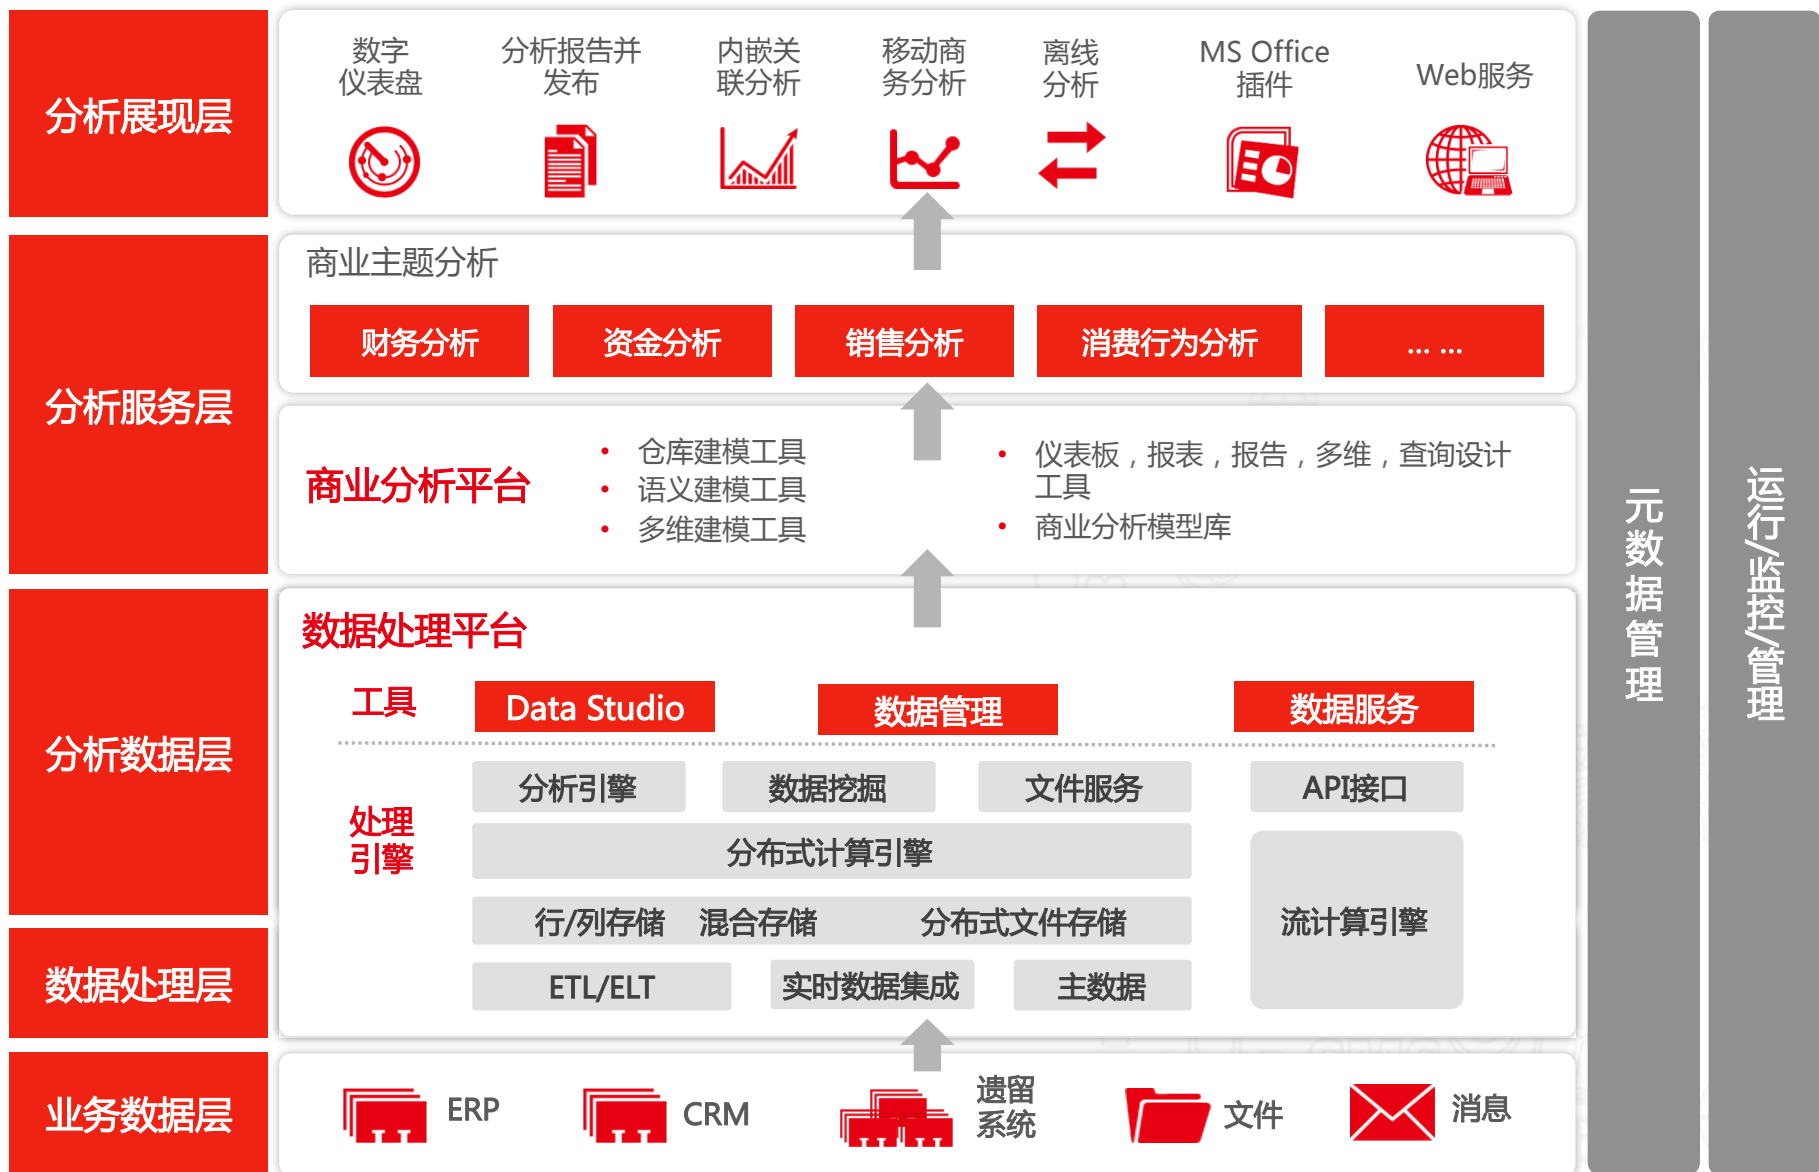 分析展现层
数字
仪表盘
分析报告并
发布
内嵌关
联分析
移动商
务分析
离线
分析
MS Office
插件
Web服务
分析服务层
商业主题分析
财务分析
资金分析
销售分析
消费行为分析
... ...
商业分析平台
• 仓库建模工具
• 语义建模工具
• 多维建模工具
• 仪表板，报表，报告，多维，查询设计
工具
• 商业分析模型库
分析数据层
数据处理平台
工具
Data Studio
数据管理
数据服务
处理
引擎
分析引擎
数据挖掘
文件服务
API接口
分布式计算引擎
行/列存储 混合存储 分布式文件存储
流计算引擎
数据处理层
ETL/ELT
实时数据集成
主数据
业务数据层
ERP
CRM
遗留
系统
文件
消息
元数据管理
运行/监控/管理